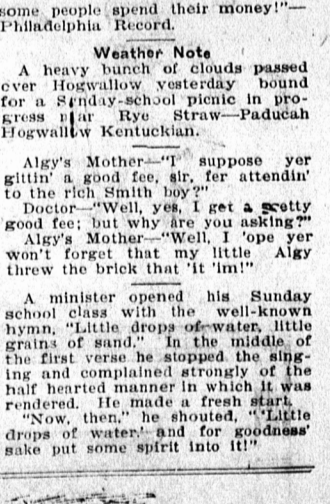 some people spend their money!"—
Philadelphia Record.
Weather Note
A heavy bunch of clouds passed
over Hogwallow yesterday bound
for a Sunday-school picnic in pro-
gress near Rye Straw—Paducah
Hogwallow Kentuckian.
Algy's Mother—"I suppose yer
gittin' a good fee, sir, fer attendin'
to the rich Smith boy?"
Doctor—"Well, yes, I get a pretty
good fee; but why are you asking?"
Algy's Mother—"Well, I 'ope yer
won't forget that my little Algy
threw the brick that 'it 'im!"
A minister opened his Sunday
school class with the well-known
hymn, "Little drops of water, little
grains of sand." In the middle of
the first verse he stopped the sing-
ing and complained strongly of the
half hearted manner in which it was
rendered. He made a fresh start.
"Now, then," he shouted, "'Little
drops of water,' and for goodness'
sake put some spirit into it!"